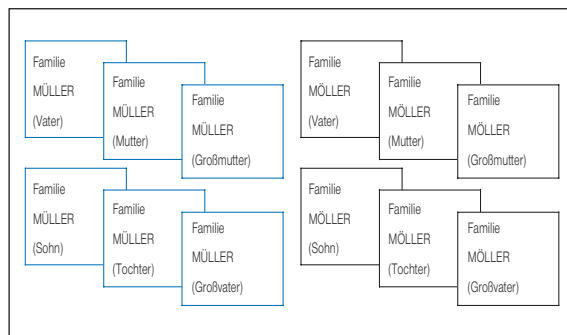 Familie
MÜLLER
(Vater)
Familie
MÜLLER
(Mutter)
Familie
MÜLLER
(Großmutter)
Familie
MÖLLER
(Vater)
Familie
MÖLLER
(Mutter)
Familie
MÖLLER
(Großmutter)
Familie
MÜLLER
(Sohn)
Familie
MÜLLER
(Tochter)
Familie
MÜLLER
(Großvater)
Familie
MÖLLER
(Sohn)
Familie
MÖLLER
(Tochter)
Familie
MÖLLER
(Großvater)